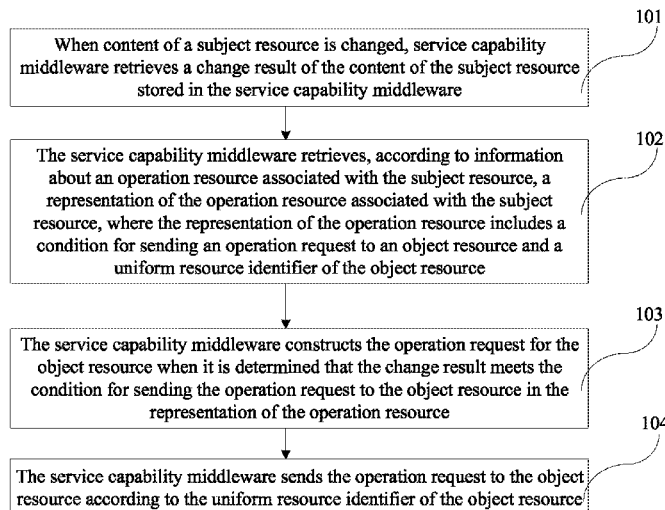 101
When content of a subject resource is changed, service capability
middleware retrieves a change result of the content of the subject resource
stored in the service capability middleware
102
The service capability middleware retrieves, according to information
about an operation resource associated with the subject resource, a
representation of the operation resource associated with the subject
resource, where the representation of the operation resource includes a
condition for sending an operation request to an object resource and a
uniform resource identifier of the object resource
103
The service capability middleware constructs the operation request for the
object resource when it is determined that the change result meets the
condition for sending the operation request to the object resource in the
representation of the operation resource
104
The service capability middleware sends the operation request to the object
resource according to the uniform resource identifier of the object resource